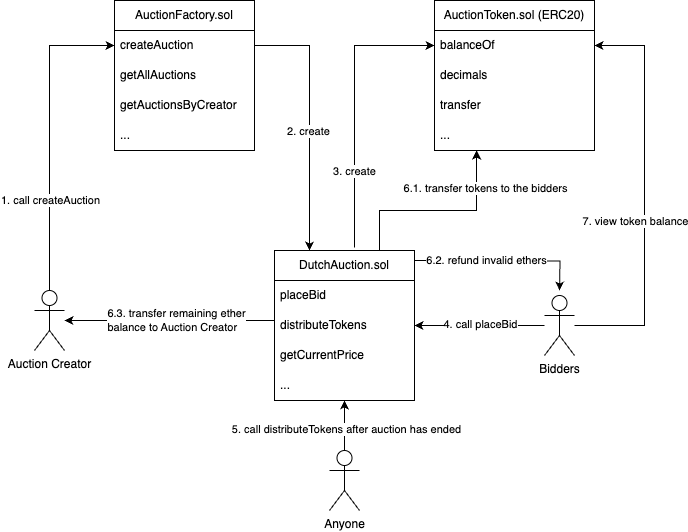 AuctionFactory.sol
createAuction
getAllAuctions
getAuctionsByCreator
...
AuctionToken.sol (ERC20)
balanceOf
decimals
transfer
...
2. create
3. create
6.1. transfer tokens to the bidders
1. call createAuction
7. view token balance
DutchAuction.sol
placeBid
distributeTokens
getCurrentPrice
...
6.2. refund invalid ethers
6.3. transfer remaining ether
balance to Auction Creator
4. call placeBid
Auction Creator
Bidders
5. call distributeTokens after auction has ended
Anyone